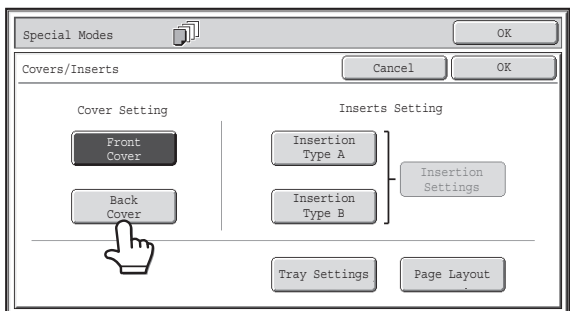 Special Modes
OK
Covers/Inserts
Cancel
OK
Cover Setting
Inserts Setting
Front
Cover
Insertion
Type A
Insertion
Settings
Back
Cover
Insertion
Type B
Tray Settings
Page Layout